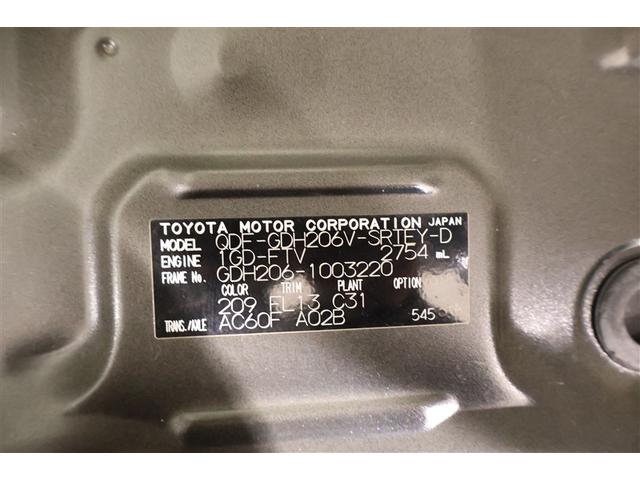 TOYOTA MOTOR CORPORATION JAPAN
MODEL QDF-GDH206V-SRTEY-D
ENGINE 1GD-FTV 2754 mL
FRAME No. GDH206-1003220
COLOR TRIM PLANT OPTION
209 FL13 C31
TRANS./AXLE AC60F A02B 545